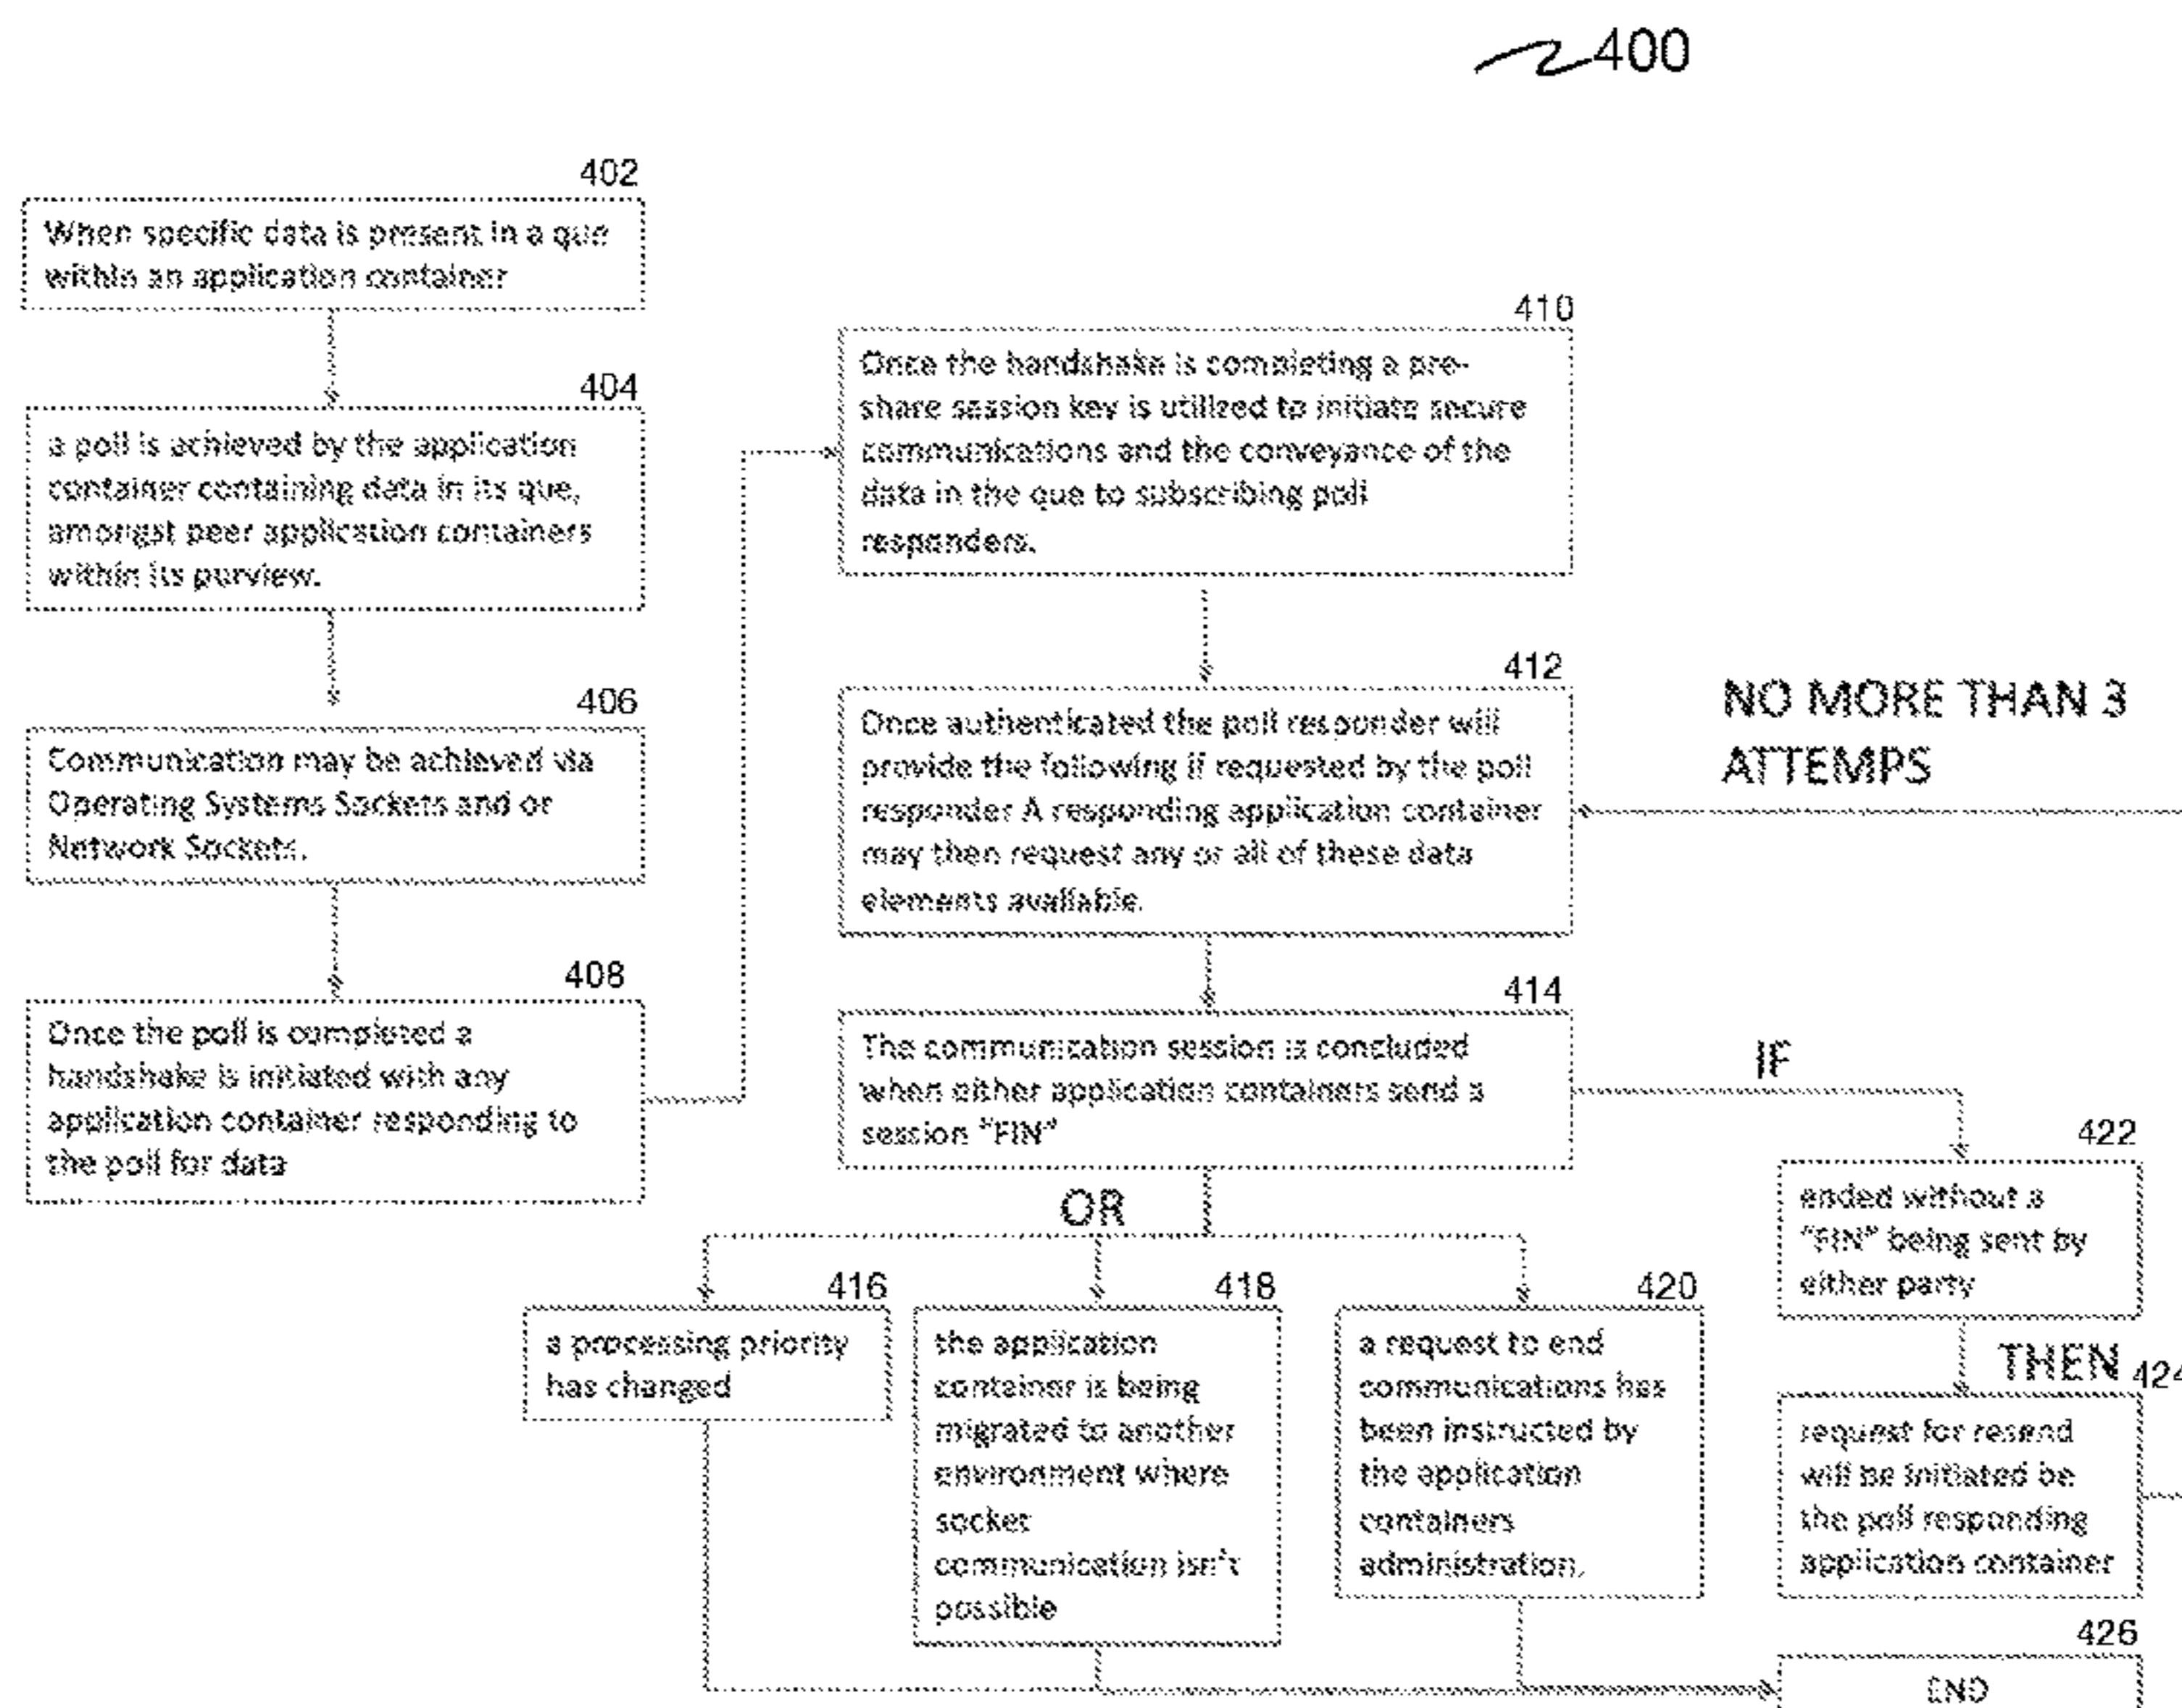 400
402
When specific data is present in a que
within an application container
404
a poll is achieved by the application
container containing data in its que,
amongst peer application containers
within its purview.
406
Communication may be achieved via
Operating Systems Sockets and or
Network Sockets.
408
Once the poll is completed a
handshake is initiated with any
application container responding to
the poll for data
410
Once the handshake is completing a pre-
share session key is utilized to initiate secure
communications and the conveyance of the
data in the que to subscribing poll
responders.
412
Once authenticated the poll responder will
provide the following if requested by the poll
responder A responding application container
may then request any or all of these data
elements available.
NO MORE THAN 3
ATTEMPS
414
The communication session is concluded
when either application containers send a
session "FIN"
OR
IF
416
a processing priority
has changed
418
the application
container is being
migrated to another
environment where
socket
communication isn't
possible
420
a request to end
communications has
been instructed by
the application
containers
administration.
422
ended without a
"FIN" being sent by
either party
THEN
424
request for resend
will be initiated be
the poll responding
application container
426
END